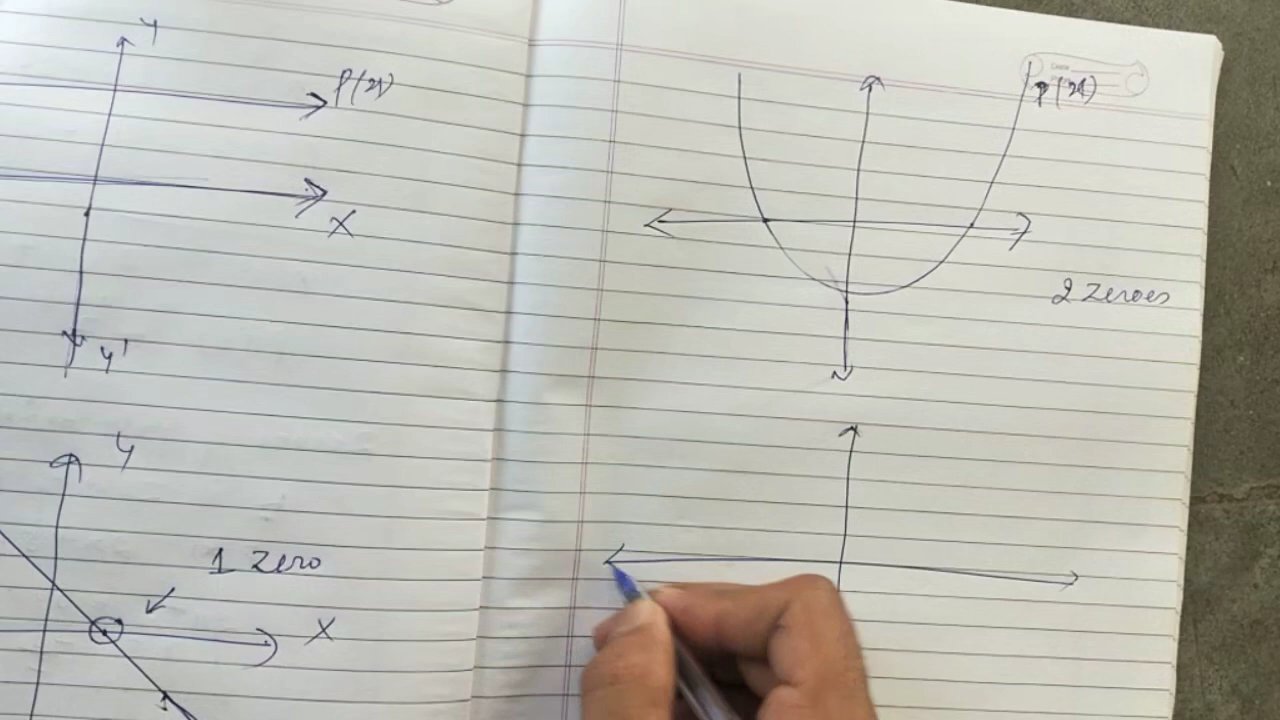 y
P(x)
X
y'
y
1 Zero
X
P(x)
2 Zeroes